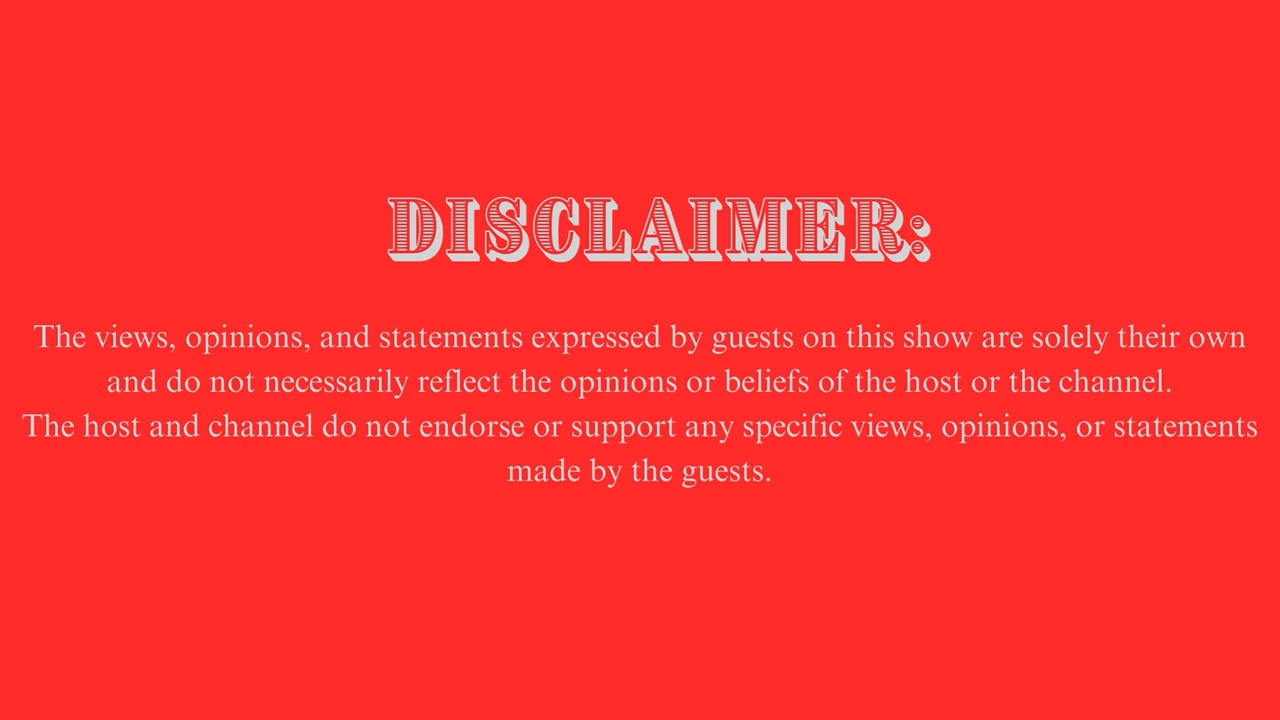 DISCLAIMER:
The views, opinions, and statements expressed by guests on this show are solely their own
and do not necessarily reflect the opinions or beliefs of the host or the channel.
The host and channel do not endorse or support any specific views, opinions, or statements
made by the guests.